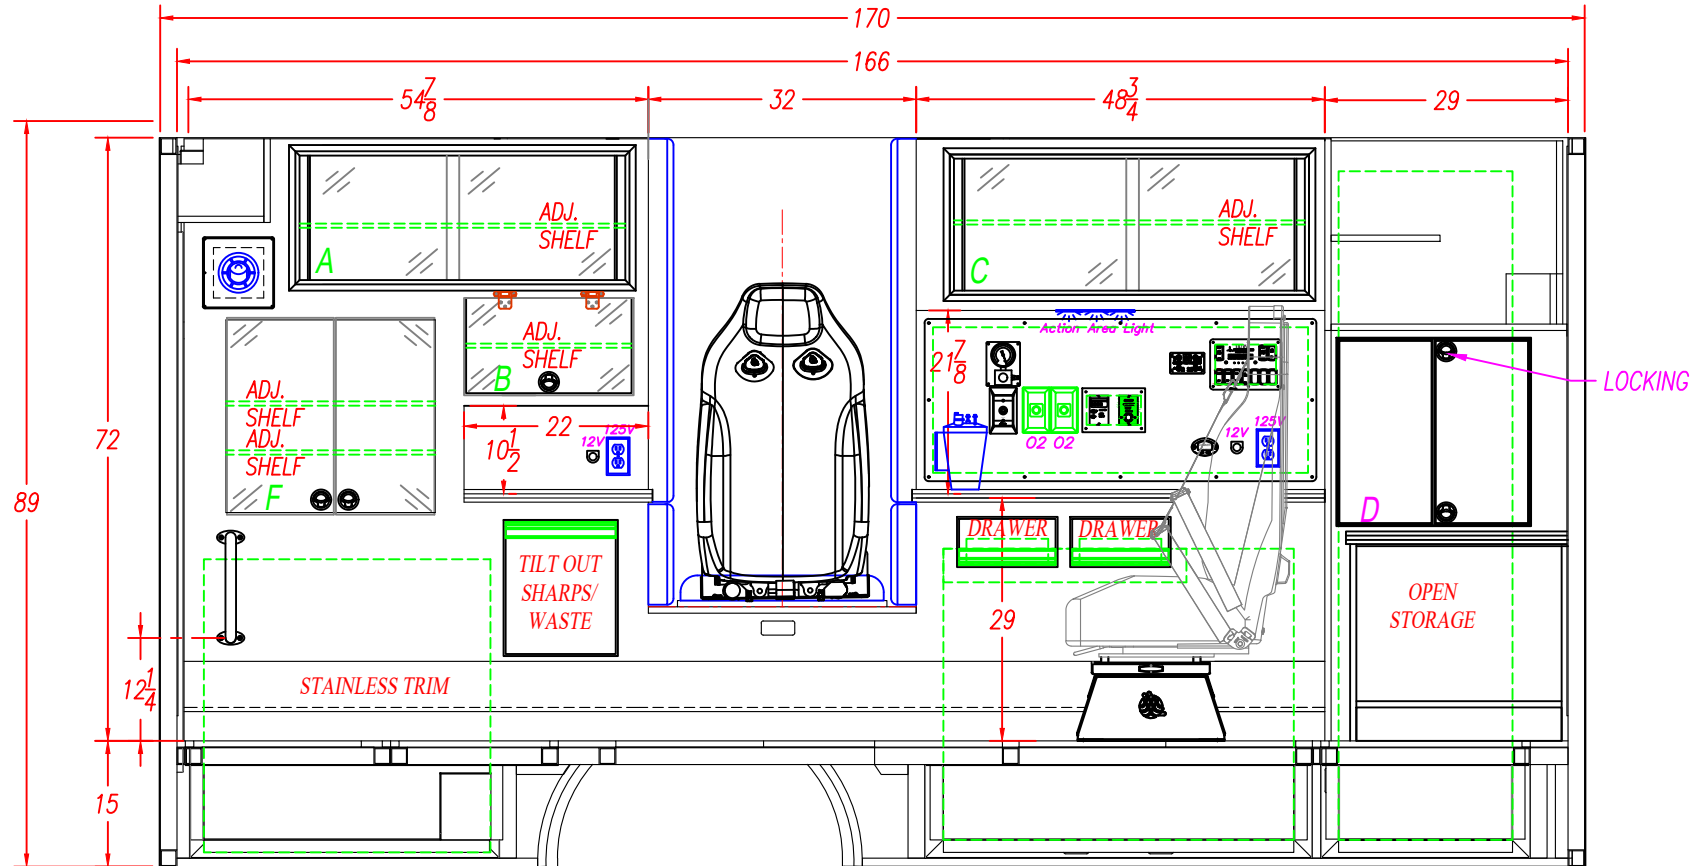 170
166
54 7/8
32
48 3/4
29
ADJ.
SHELF
A
ADJ.
SHELF
C
Action Area Light
ADJ.
SHELF
B
21 7/8
LOCKING
ADJ.
SHELF
ADJ.
SHELF
F
22
10 1/2
12V
125V
O2 O2
12V
125V
D
72
89
DRAWER
DRAWER
TILT OUT
SHARPS/
WASTE
OPEN
STORAGE
29
12 1/4
STAINLESS TRIM
15